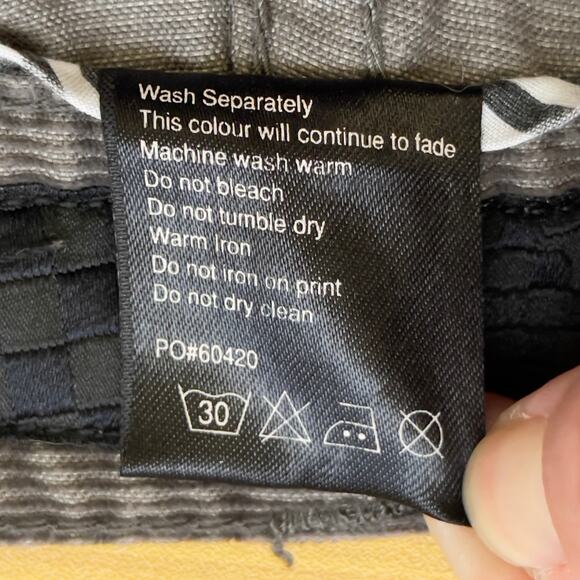 Wash Separately
This colour will continue to fade
Machine wash warm
Do not bleach
Do not tumble dry
Warm Iron
Do not iron on print
Do not dry clean
PO#60420
30